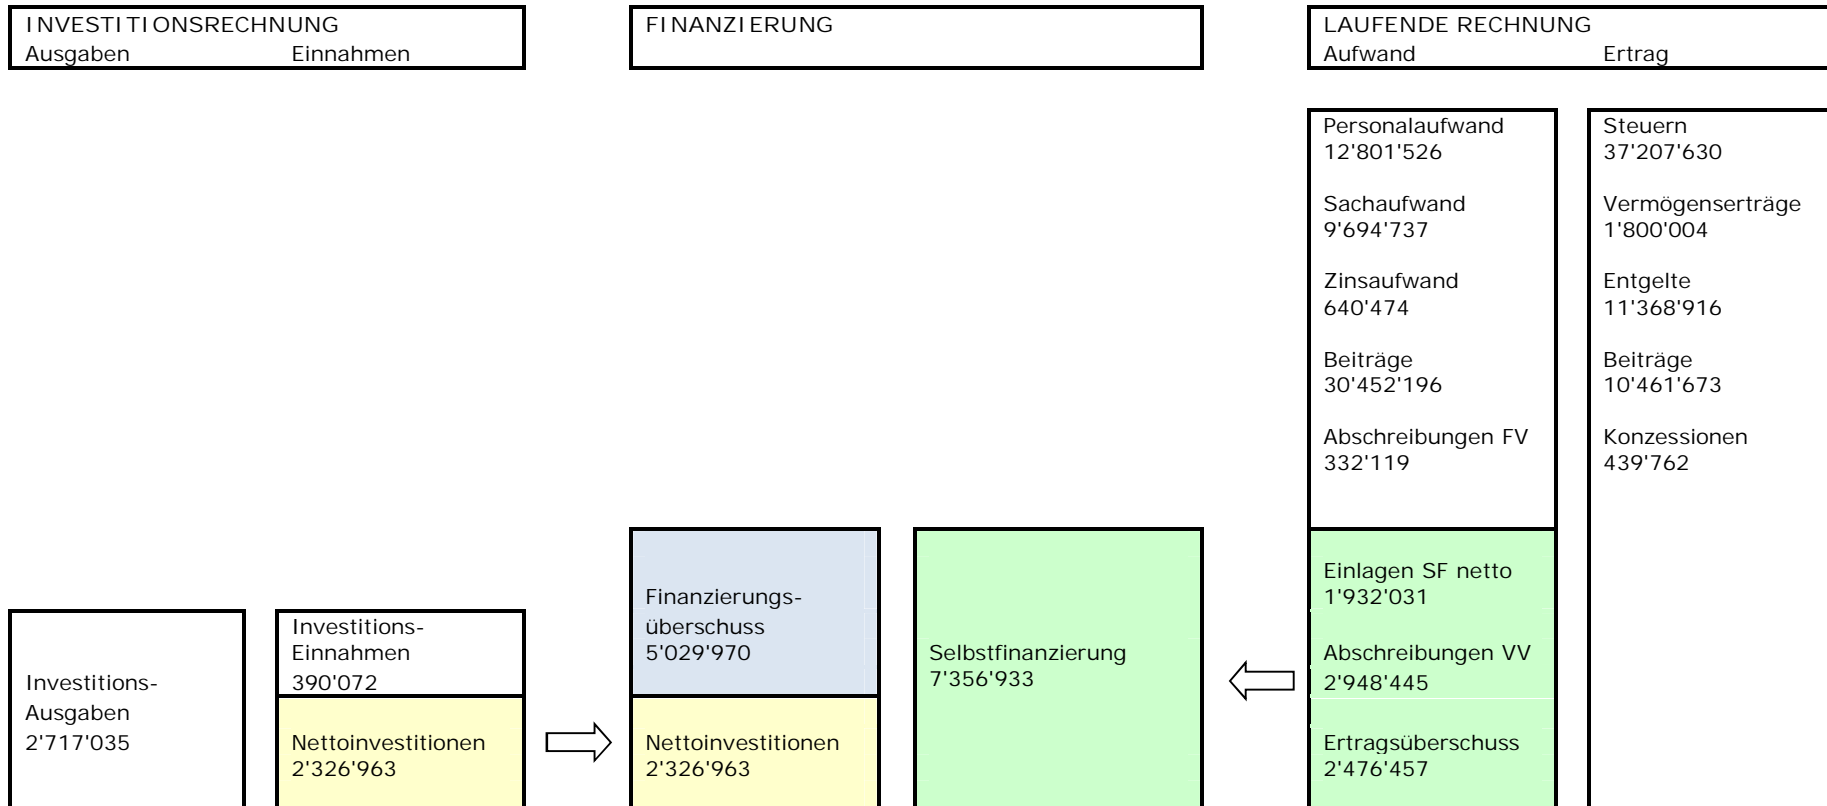 INVESTITIONSRECHNUNG
Ausgaben Einnahmen
FINANZIERUNG
LAUFENDE RECHNUNG
Aufwand Ertrag
Investitions-
Ausgaben
2'717'035
Investitions-
Einnahmen
390'072
Nettoinvestitionen
2'326'963
Finanzierungs-
überschuss
5'029'970
Nettoinvestitionen
2'326'963
Selbstfinanzierung
7'356'933
Personalaufwand
12'801'526
Sachaufwand
9'694'737
Zinsaufwand
640'474
Beiträge
30'452'196
Abschreibungen FV
332'119
Einlagen SF netto
1'932'031
Abschreibungen VV
2'948'445
Ertragsüberschuss
2'476'457
Steuern
37'207'630
Vermögenserträge
1'800'004
Entgelte
11'368'916
Beiträge
10'461'673
Konzessionen
439'762